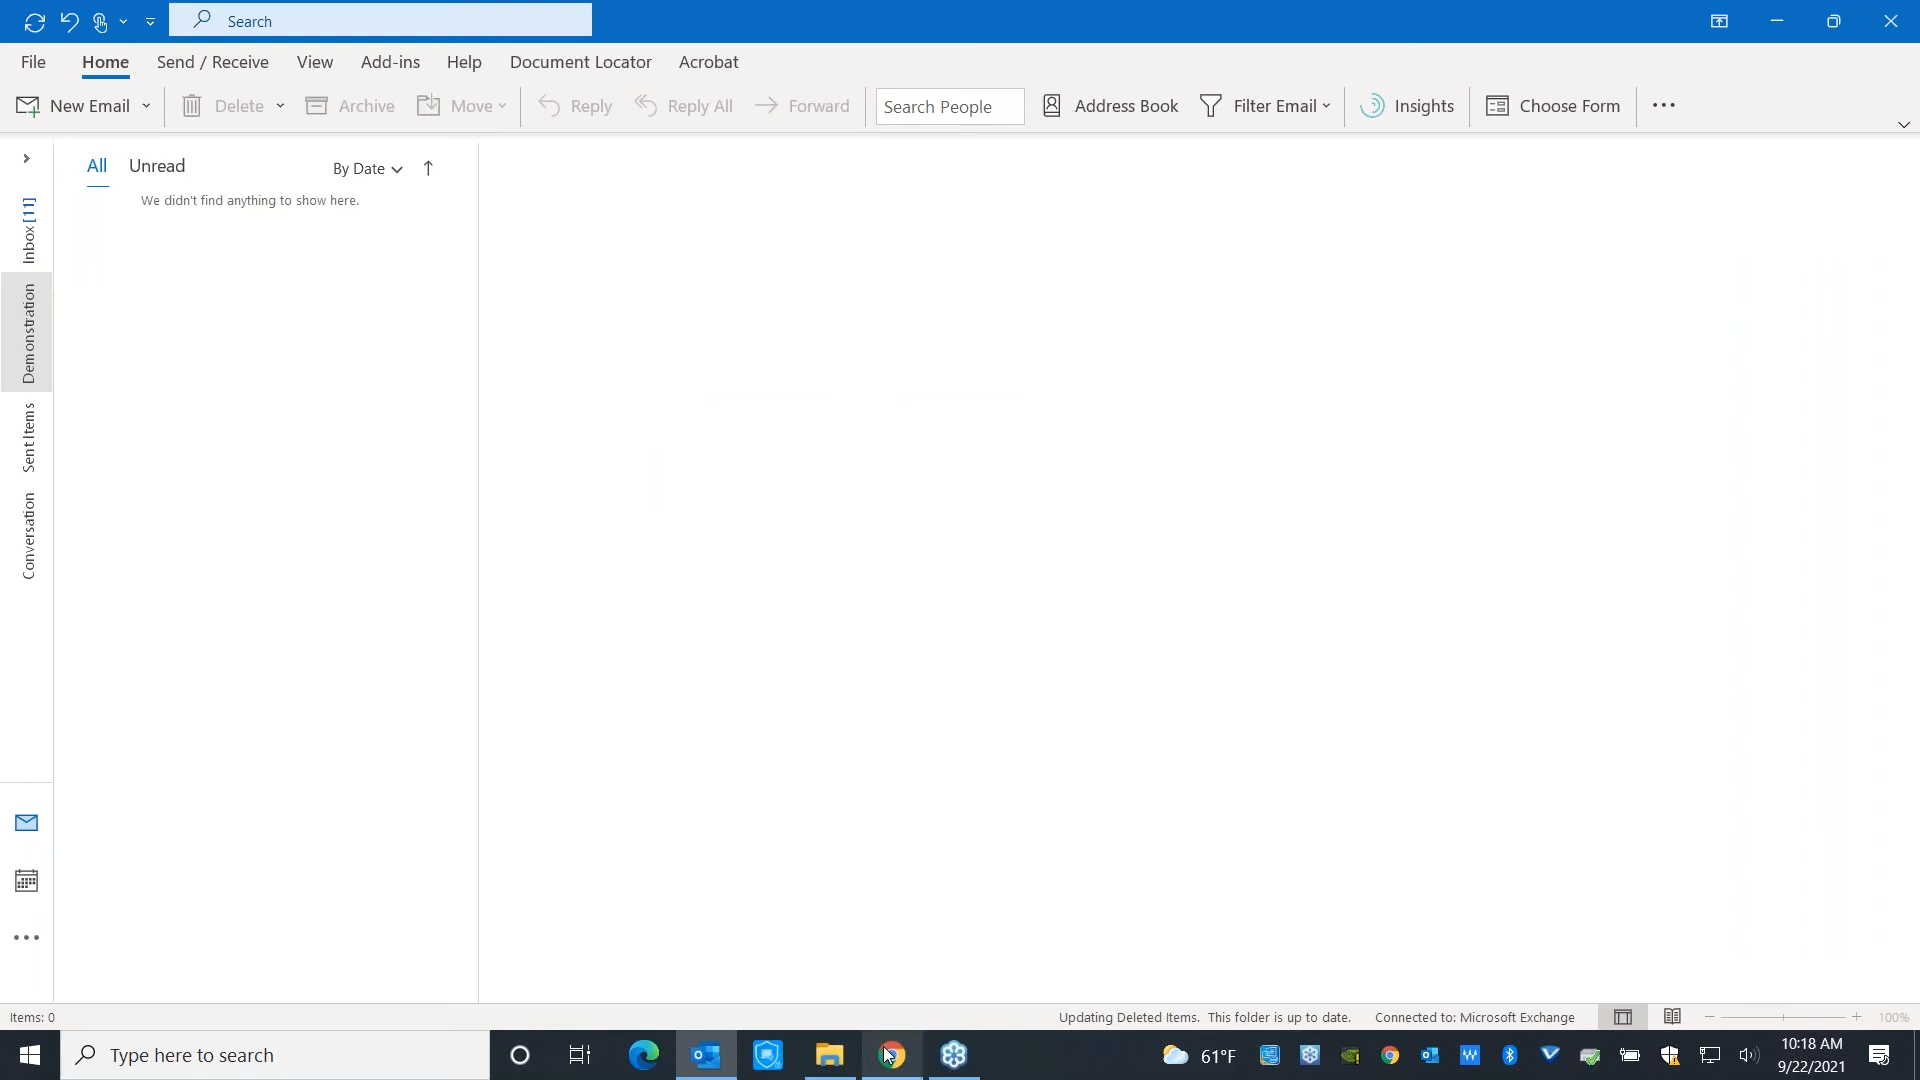 Search
File Home Send / Receive View Add-ins Help Document Locator Acrobat
New Email Delete Archive Move Reply Reply All Forward Search People Address Book Filter Email Insights Choose Form
All Unread By Date
We didn't find anything to show here.
Inbox [11]
Demonstration
Sent Items
Conversation
Items: 0 Updating Deleted Items. This folder is up to date. Connected to: Microsoft Exchange 100%
Type here to search 61°F 10:18 AM
9/22/2021